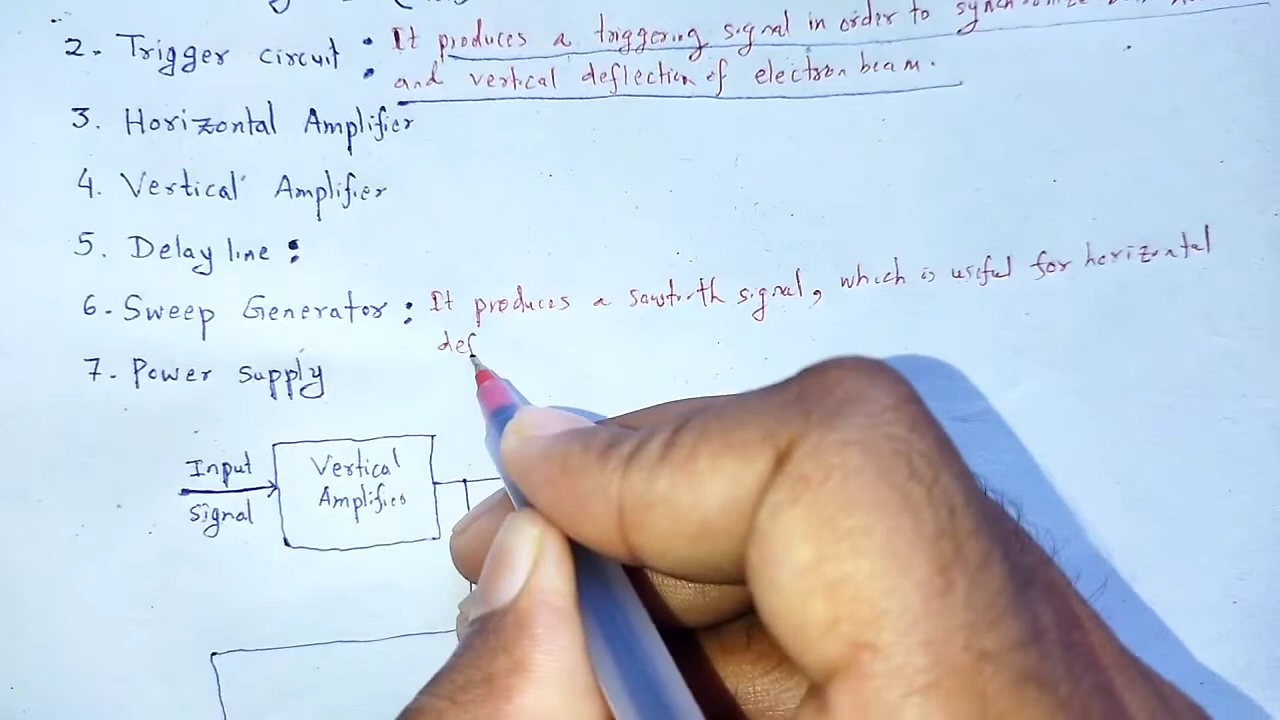 2. Trigger circuit : It produces a triggering signal in order to
and vertical deflection of electron beam.
3. Horizontal Amplifier
4. Vertical Amplifier
5. Delay line :
6. Sweep Generator : It produces a sawtooth signal, which is useful for horizontal
def
7. Power supply
Input
Signal
Vertical
Amplifier